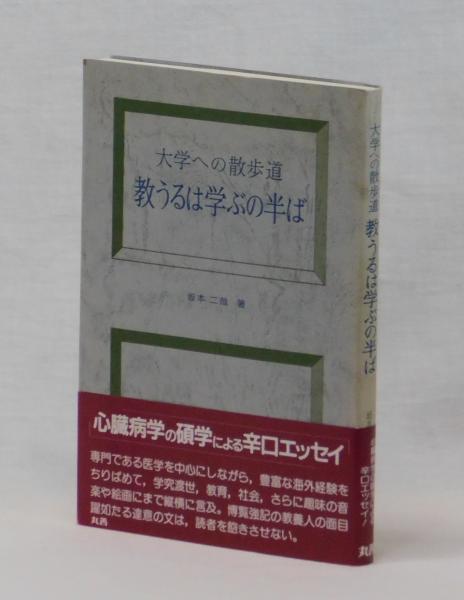 大学への散歩道
教うるは学ぶの半ば
坂本二哉 著
心臓病学の碩学による辛口エッセイ
専門である医学を中心にしながら，豊富な海外経験を
ちりばめて，学究渡世，教育，社会，さらに趣味の音
楽や絵画にまで縦横に言及。博覧強記の教養人の面目
躍如たる達意の文は，読者を飽きさせない。
丸善
大学への散歩道
教うるは学ぶの半ば
辛口エッセイ
丸善